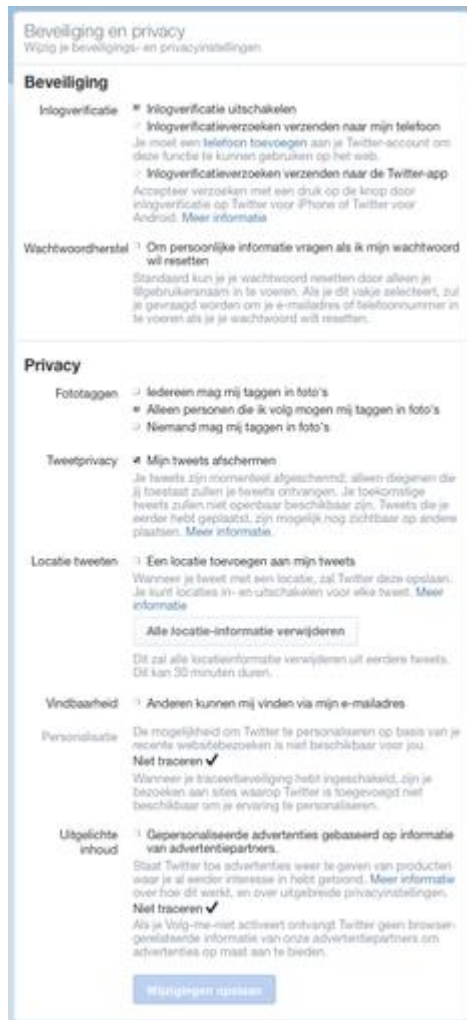 Beveiliging en privacy
Wijzig je beveiligings- en privacyinstellingen
Beveiliging
Inlogverificatie
Inlogverificatie uitschakelen
Inlogverificatieverzoeken verzenden naar mijn telefoon
Je moet een telefoon toevoegen aan je Twitter-account om
deze functie te kunnen gebruiken op het web.
Inlogverificatieverzoeken verzenden naar de Twitter-app
Accepteer verzoeken met een druk op de knop door
inlogverificatie op Twitter voor iPhone of Twitter voor
Android. Meer informatie
Wachtwoordherstel
Om persoonlijke informatie vragen als ik mijn wachtwoord
wil resetten
Standaard kun je je wachtwoord resetten door alleen je
@gebruikersnaam in te voeren. Als je dit vakje selecteert, zul
je gevraagd worden om je e-mailadres of telefoonnummer in
te voeren als je je wachtwoord wilt resetten.
Privacy
Fototaggen
Iedereen mag mij taggen in foto's
Alleen personen die ik volg mogen mij taggen in foto's
Niemand mag mij taggen in foto's
Tweetprivacy
Mijn tweets afschermen
Je tweets zijn momenteel afgeschermd; alleen diegenen die
jij toestaat zullen je tweets ontvangen. Je toekomstige
tweets zullen niet openbaar beschikbaar zijn. Tweets die je
eerder hebt geplaatst, zijn mogelijk nog zichtbaar op andere
plaatsen. Meer informatie.
Locatie tweeten
Een locatie toevoegen aan mijn tweets
Wanneer je tweet met een locatie, zal Twitter deze opslaan.
Je kunt locaties in- en uitschakelen voor elke tweet. Meer
informatie
Alle locatie-informatie verwijderen
Dit zal alle locatieinformatie verwijderen uit eerdere tweets.
Dit kan 30 minuten duren.
Vindbaarheid
Anderen kunnen mij vinden via mijn e-mailadres
Personalisatie
De mogelijkheid om Twitter te personaliseren op basis van je
recente websitebezoeken is niet beschikbaar voor jou.
Niet traceren ✔
Wanneer je traceerbeveiliging hebt ingeschakeld, zijn je
bezoeken aan sites waarop Twitter is toegevoegd niet
beschikbaar om je ervaring te personaliseren.
Uitgelichte
inhoud
Gepersonaliseerde advertenties gebaseerd op informatie
van advertentiepartners.
Staat Twitter toe advertenties weer te geven van producten
waar je al eerder interesse in hebt getoond. Meer informatie
over hoe dit werkt, en over uitgebreide privacyinstellingen.
Niet traceren ✔
Als je Volg-me-niet activeert ontvangt Twitter geen browser-
gerelateerde informatie van onze advertentiepartners om
advertenties op maat aan te bieden.
Wijzigingen opslaan